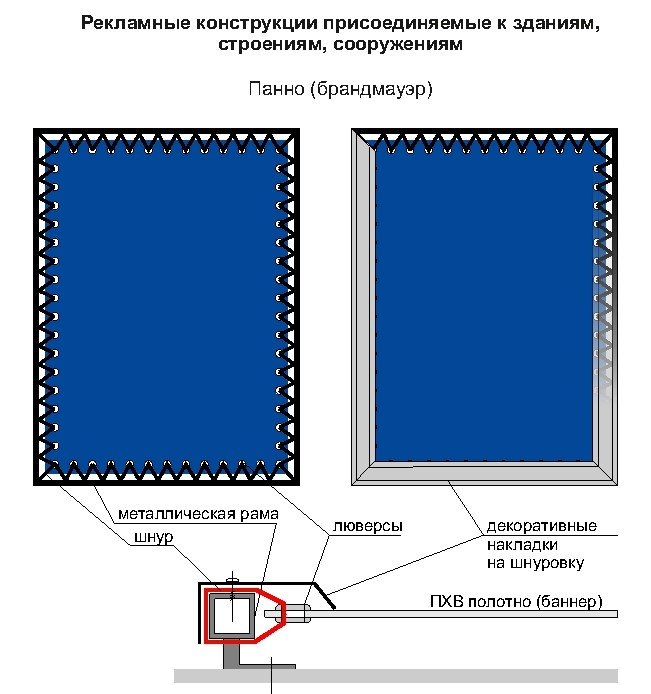 Рекламные конструкции присоединяемые к зданиям,
строениям, сооружениям
Панно (брандмауэр)
металлическая рама
шнур
люверсы
декоративные
накладки
на шнуровку
ПХВ полотно (баннер)